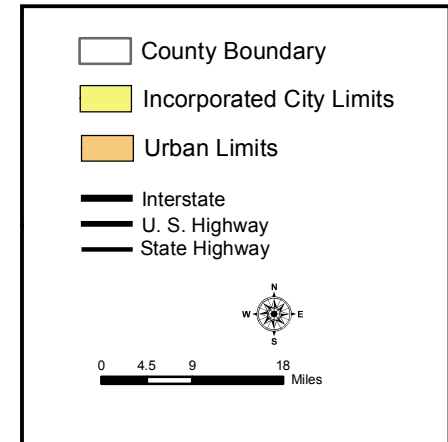 County Boundary
Incorporated City Limits
Urban Limits
Interstate
U. S. Highway
State Highway
N
W E
S
0 4.5 9 18
Miles